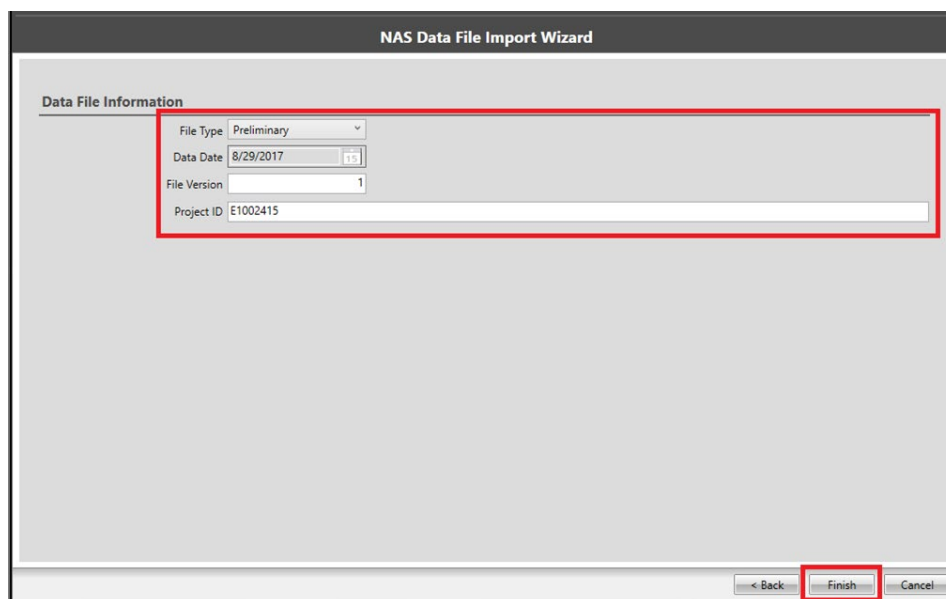 NAS Data File Import Wizard
Data File Information
File Type Preliminary
Data Date 8/29/2017 15
File Version 1
Project ID E1002415
< Back Finish Cancel